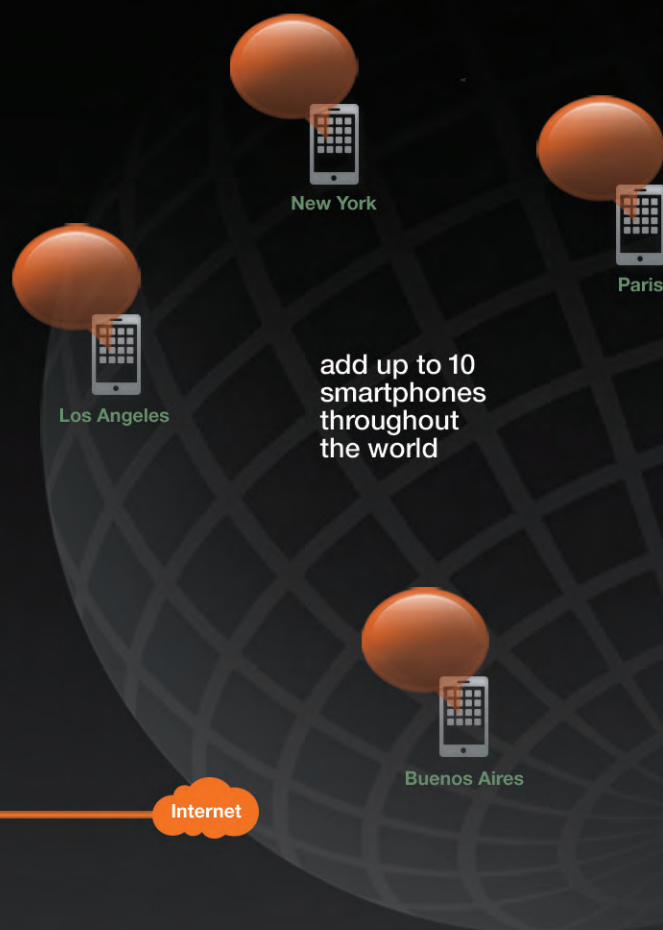 New York
Paris
Los Angeles
add up to 10
smartphones
throughout
the world
Buenos Aires
Internet